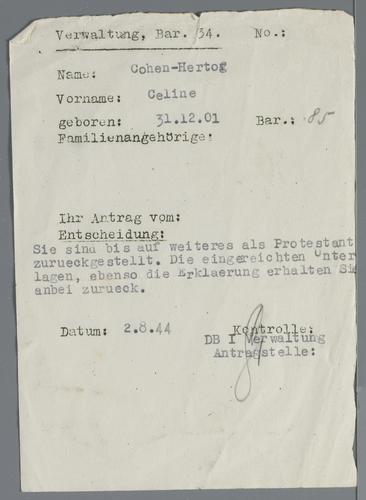 Verwaltung, Bar. 34.    No.:
Name:    Cohen-Hertog
Vorname:    Celine
geboren:    31.12.01    Bar.: 85
Familienangehörige:
Ihr Antrag vom:
Entscheidung:
Sie sind bis auf weiteres als Protestant
zurueckgestellt. Die eingereichten Unter
lagen, ebenso die Erklaerung erhalten Sie
anbei zurueck.
Datum:    2.8.44    Kontrolle:
DB I Verwaltung
Antragstelle: